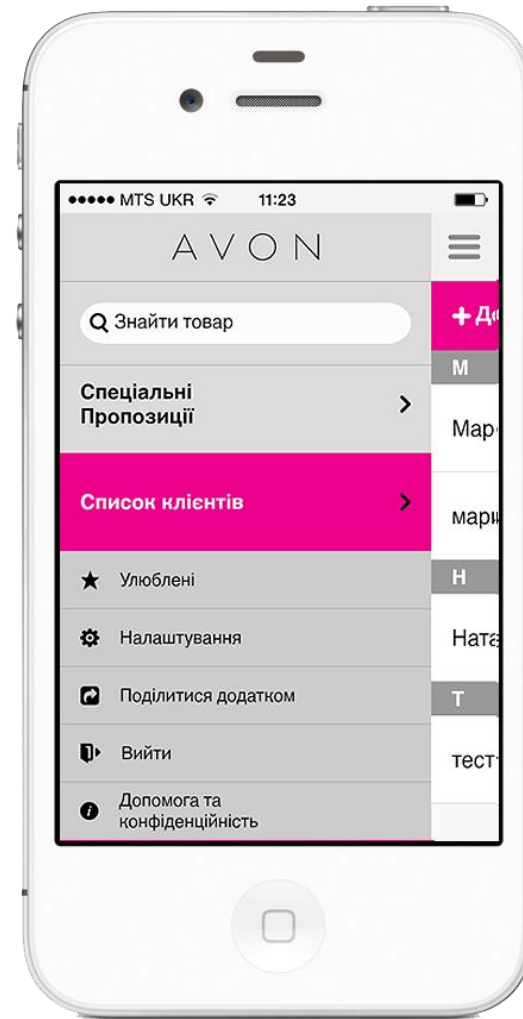 MTS UKR 11:23
AVON
Знайти товар
Спеціальні
Пропозиції
Список клієнтів
Улюблені
Налаштування
Поділитися додатком
Вийти
Допомога та
конфіденційність
М
Н
Т